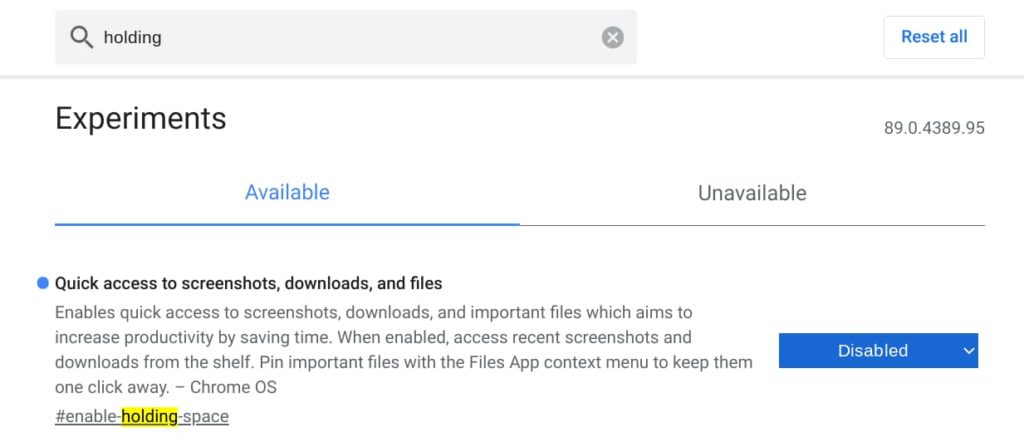 holding
Reset all
Experiments
89.0.4389.95
Available
Unavailable
Quick access to screenshots, downloads, and files
Enables quick access to screenshots, downloads, and important files which aims to
increase productivity by saving time. When enabled, access recent screenshots and
downloads from the shelf. Pin important files with the Files App context menu to keep them
one click away. – Chrome OS
Disabled
#enable-holding-space